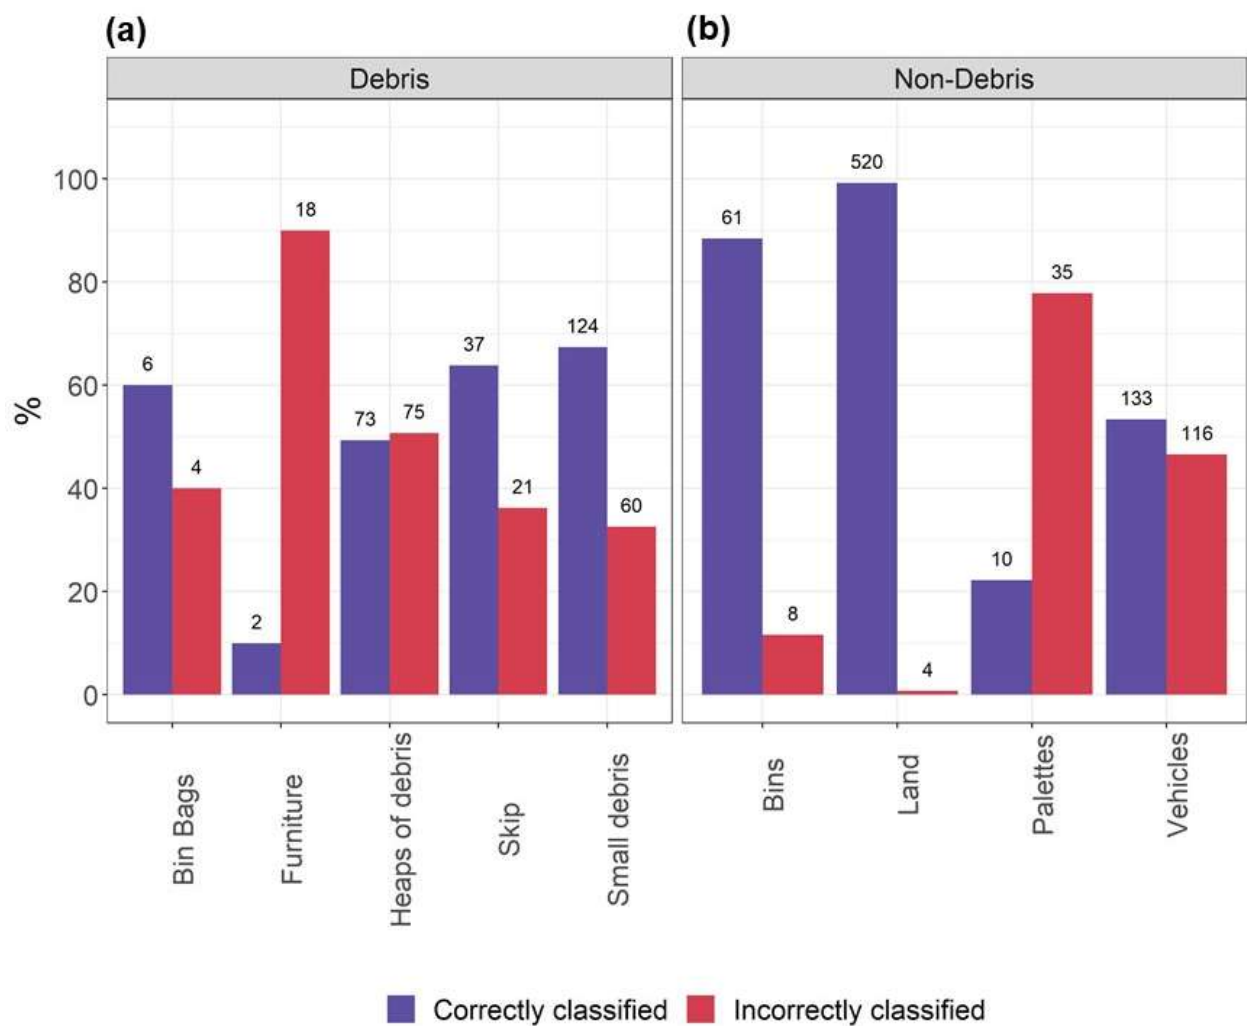 (a) (b)
Debris Non-Debris
%
100
80
60
40
20
0
6
4
2
18
73
75
37
21
124
60
61
8
520
4
10
35
133
116
Bin Bags
Furniture
Heaps of debris
Skip
Small debris
Bins
Land
Palettes
Vehicles
Correctly classified Incorrectly classified